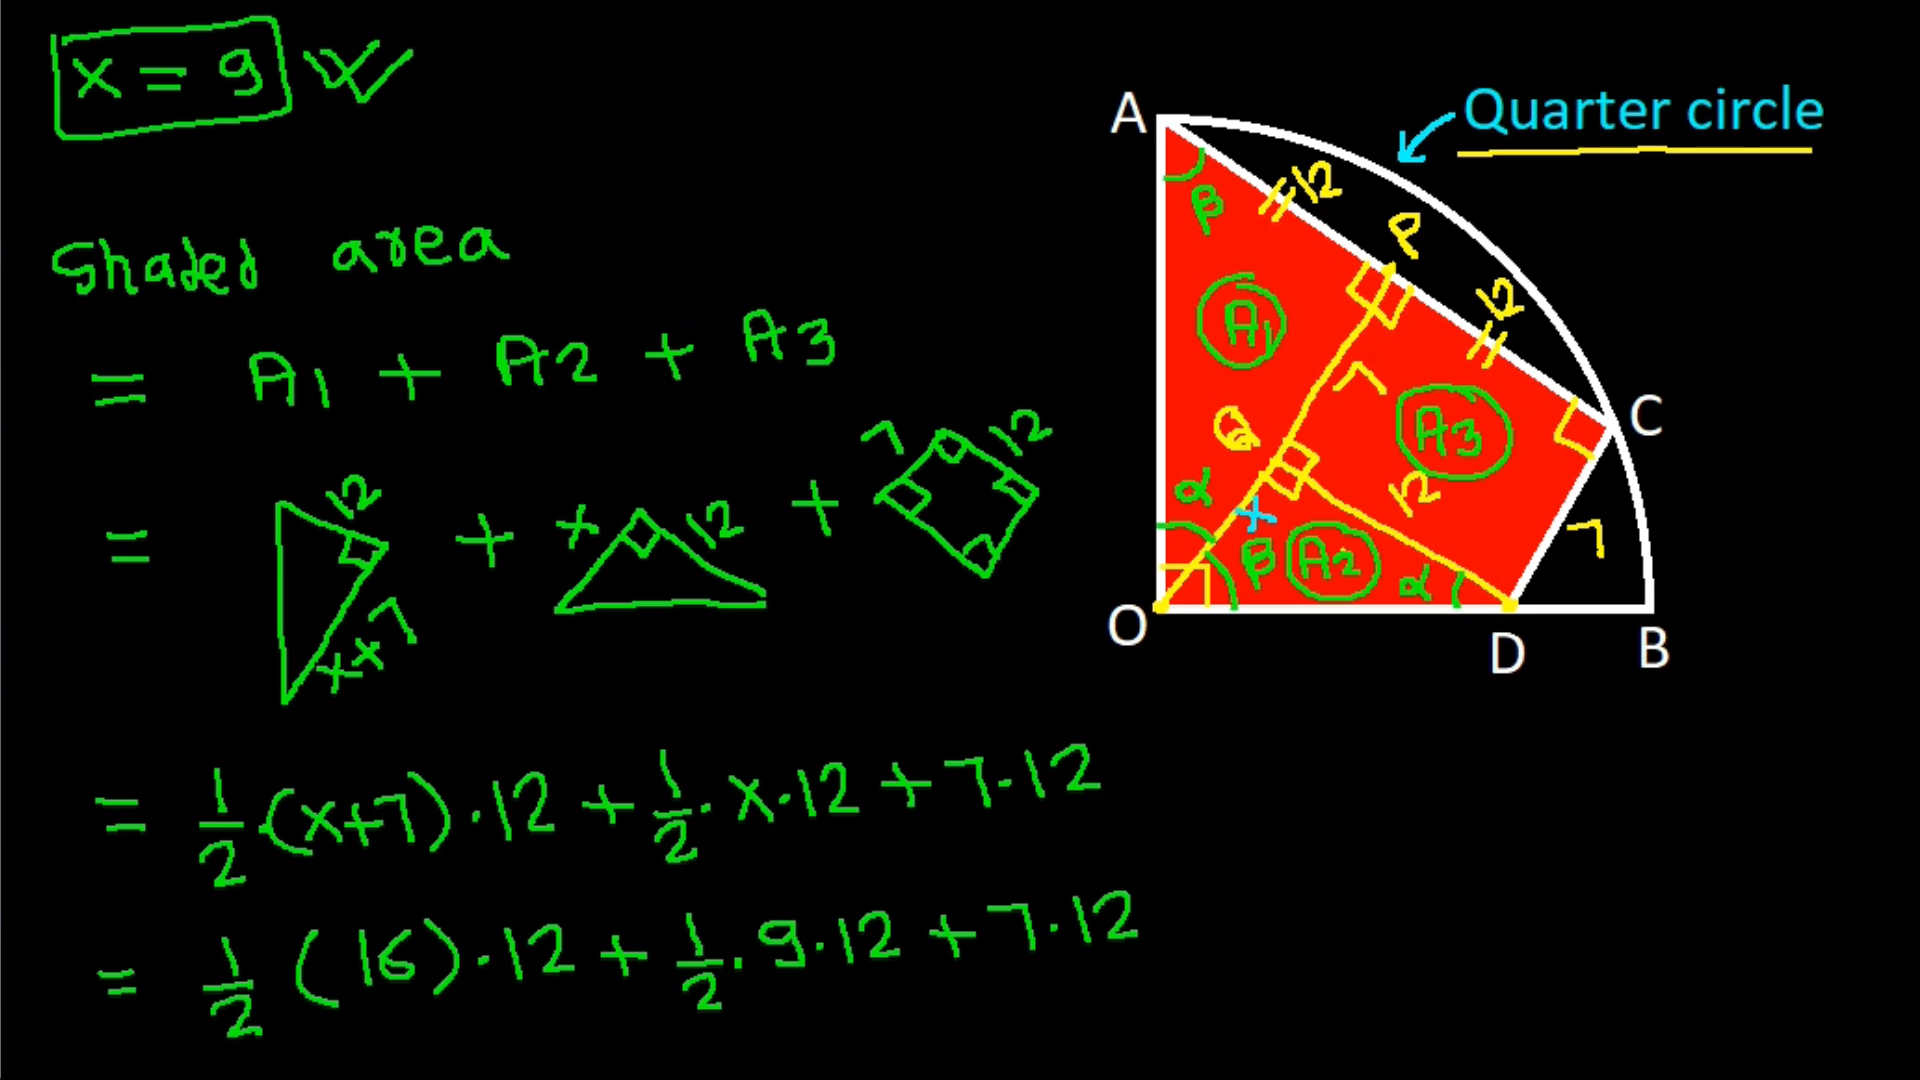 x = 9
Shaded area
= A1 + A2 + A3
12
x+7
+
x
12
+
7
12
= 1/2 · (x+7) · 12 + 1/2 · x · 12 + 7 · 12
= 1/2 (16) · 12 + 1/2 · 9 · 12 + 7 · 12
Quarter circle
A
β
12
P
12
A1
7
A3
C
Q
α
12
x
β
A2
α
7
O
D
B